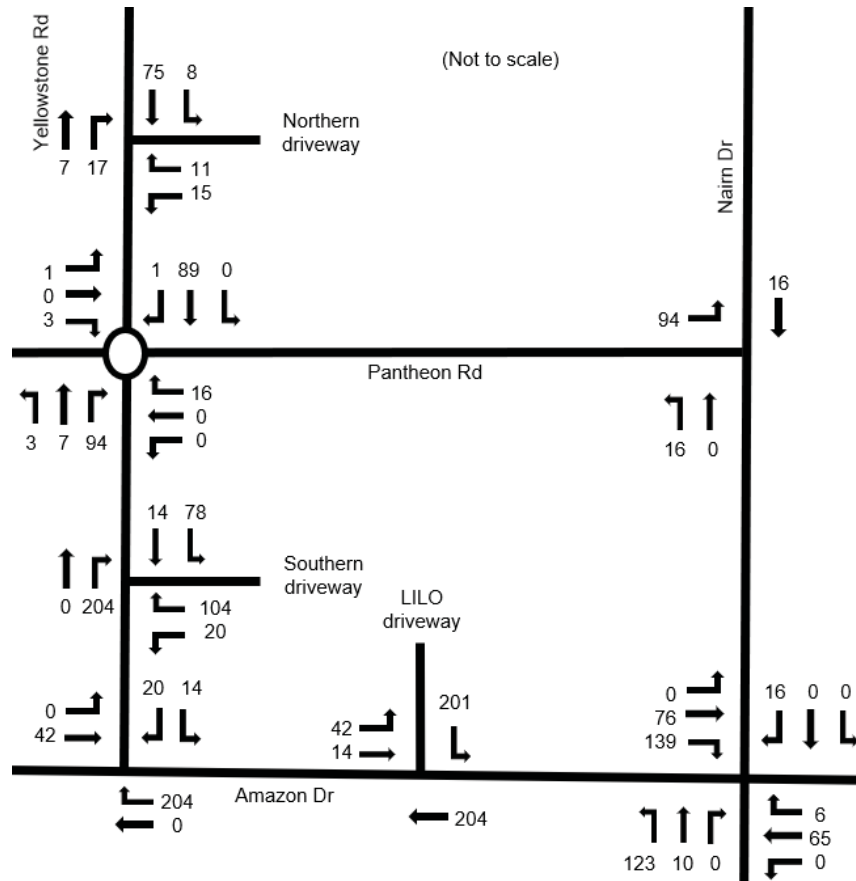 Yellowstone Rd
(Not to scale)
75 8
Northern
driveway
7 17
11
15
Nairn Dr
1
0
3
1 89 0
16
94
Pantheon Rd
16
0
0
3 7 94
16 0
14 78
Southern
driveway
0 204
104
20
LILO
driveway
20 14
0
42
201
42
14
0
76
139
16 0 0
Amazon Dr
204
0
204
6
65
0
123 10 0